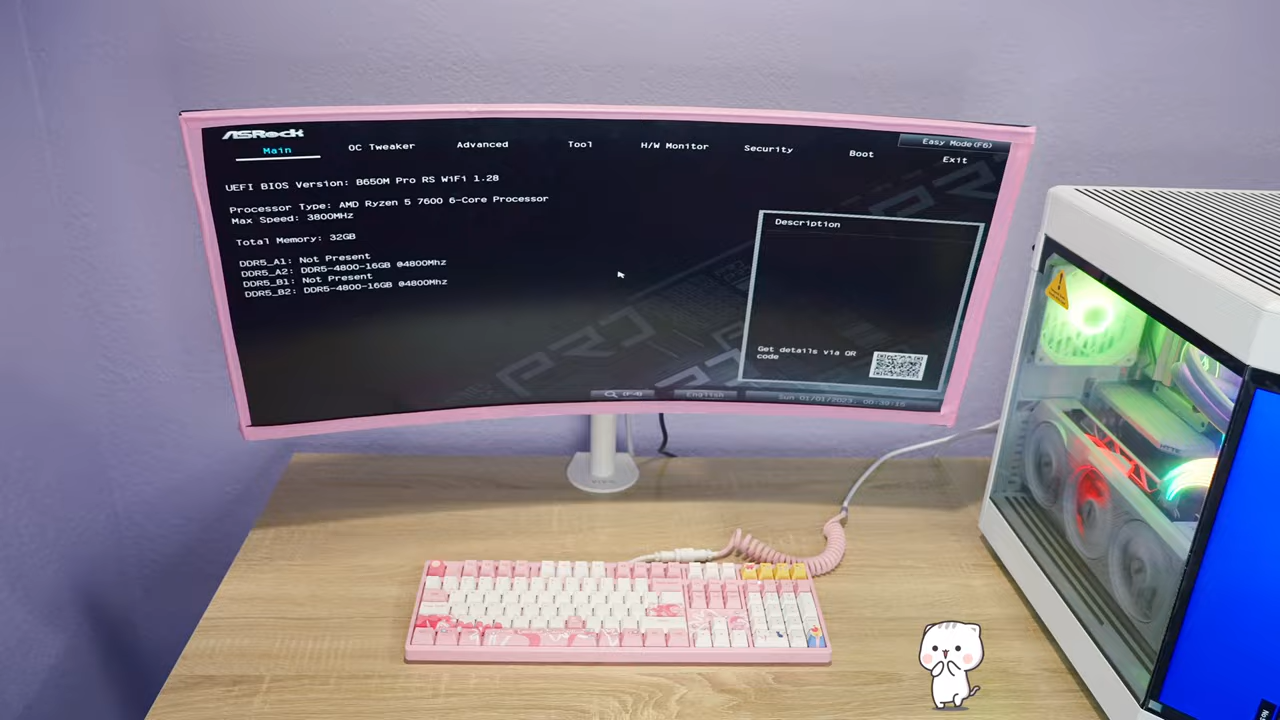 ASRock
Easy Mode(F6)
Main
OC Tweaker
Advanced
Tool
H/W Monitor
Security
Boot
Exit
UEFI BIOS Version: B650M Pro RS WiFi 1.28
Processor Type: AMD Ryzen 5 7600 6-Core Processor
Max Speed: 3800MHz
Total Memory: 32GB
DDR5_A1: Not Present
DDR5_A2: DDR5-4800-16GB @4800Mhz
DDR5_B1: Not Present
DDR5_B2: DDR5-4800-16GB @4800Mhz
Description
Get details via QR
code
English